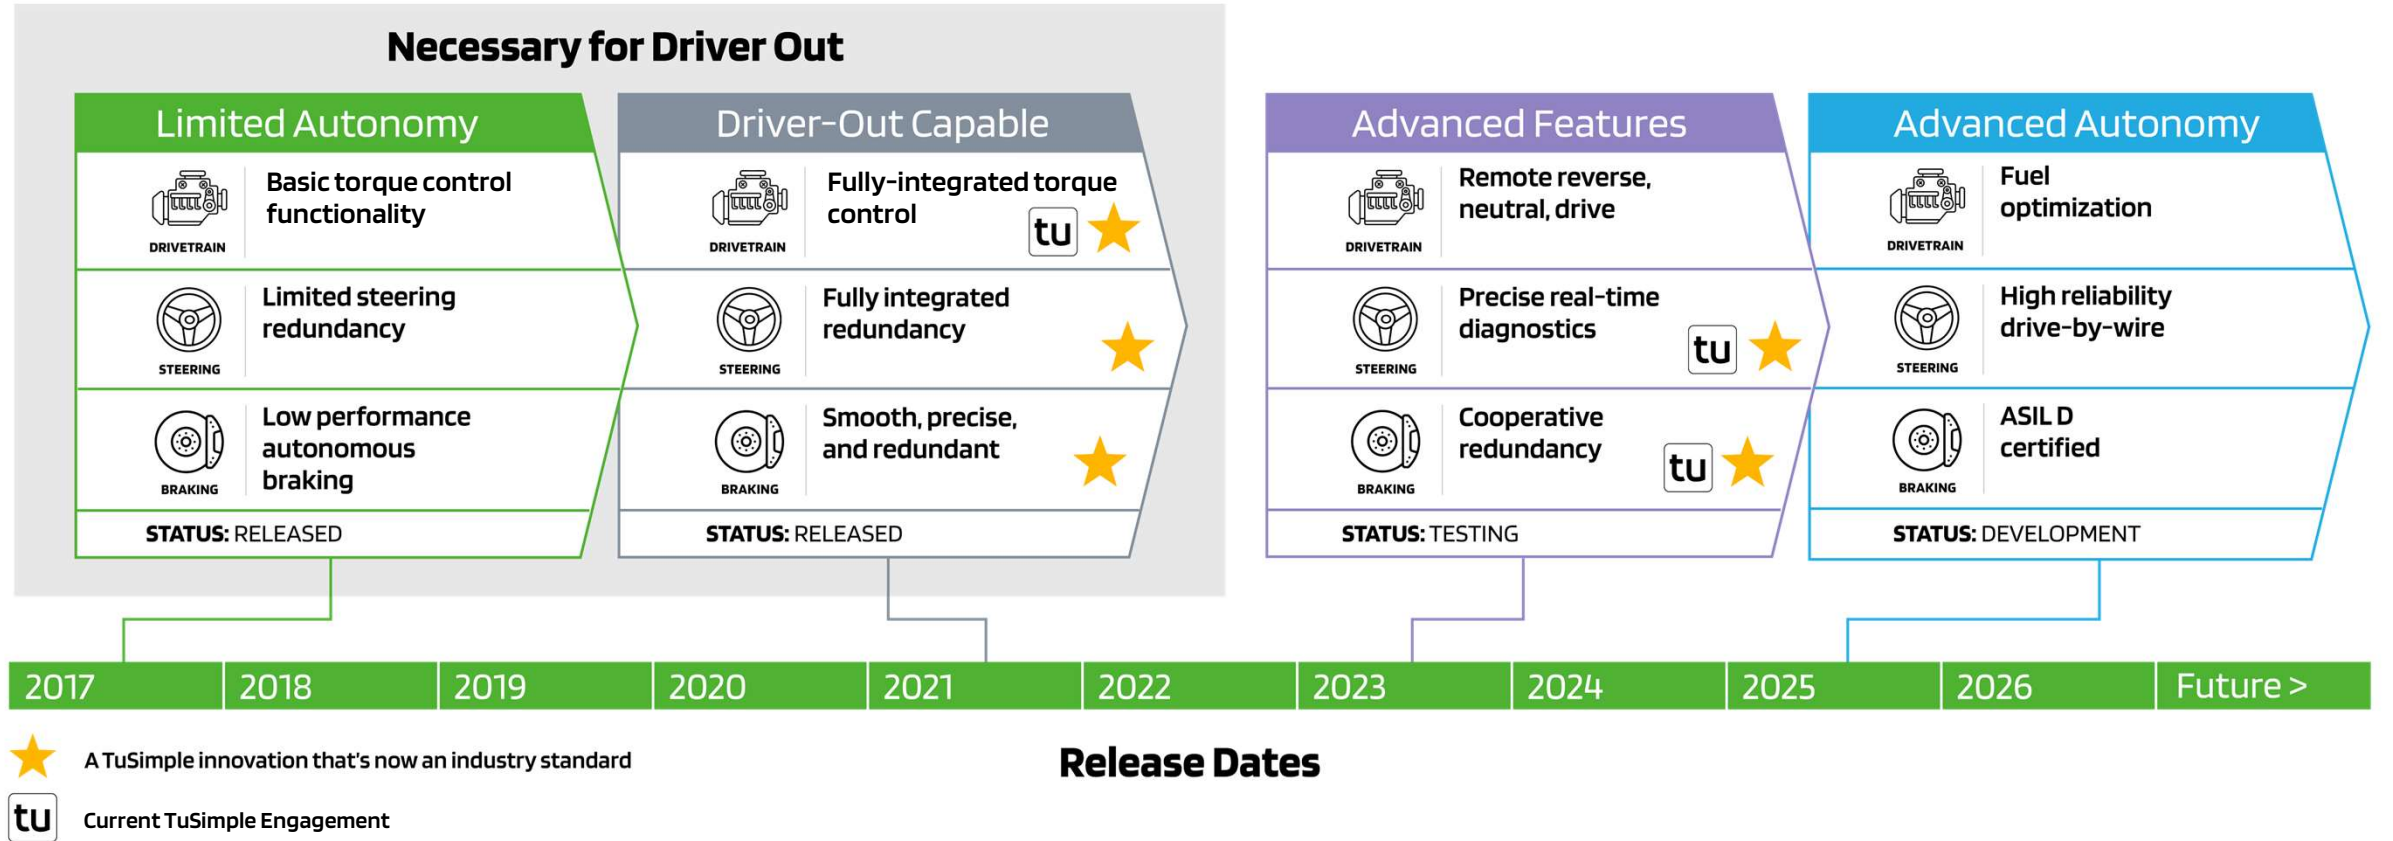 Necessary for Driver Out
Limited Autonomy
DRIVETRAIN
Basic torque control
functionality
STEERING
Limited steering
redundancy
BRAKING
Low performance
autonomous
braking
STATUS: RELEASED
Driver-Out Capable
DRIVETRAIN
Fully-integrated torque
control
tu
STEERING
Fully integrated
redundancy
BRAKING
Smooth, precise,
and redundant
STATUS: RELEASED
Advanced Features
DRIVETRAIN
Remote reverse,
neutral, drive
STEERING
Precise real-time
diagnostics
tu
BRAKING
Cooperative
redundancy
tu
STATUS: TESTING
Advanced Autonomy
DRIVETRAIN
Fuel
optimization
STEERING
High reliability
drive-by-wire
BRAKING
ASIL D
certified
STATUS: DEVELOPMENT
2017 2018 2019 2020 2021 2022 2023 2024 2025 2026 Future >
Release Dates
A TuSimple innovation that's now an industry standard
tu Current TuSimple Engagement